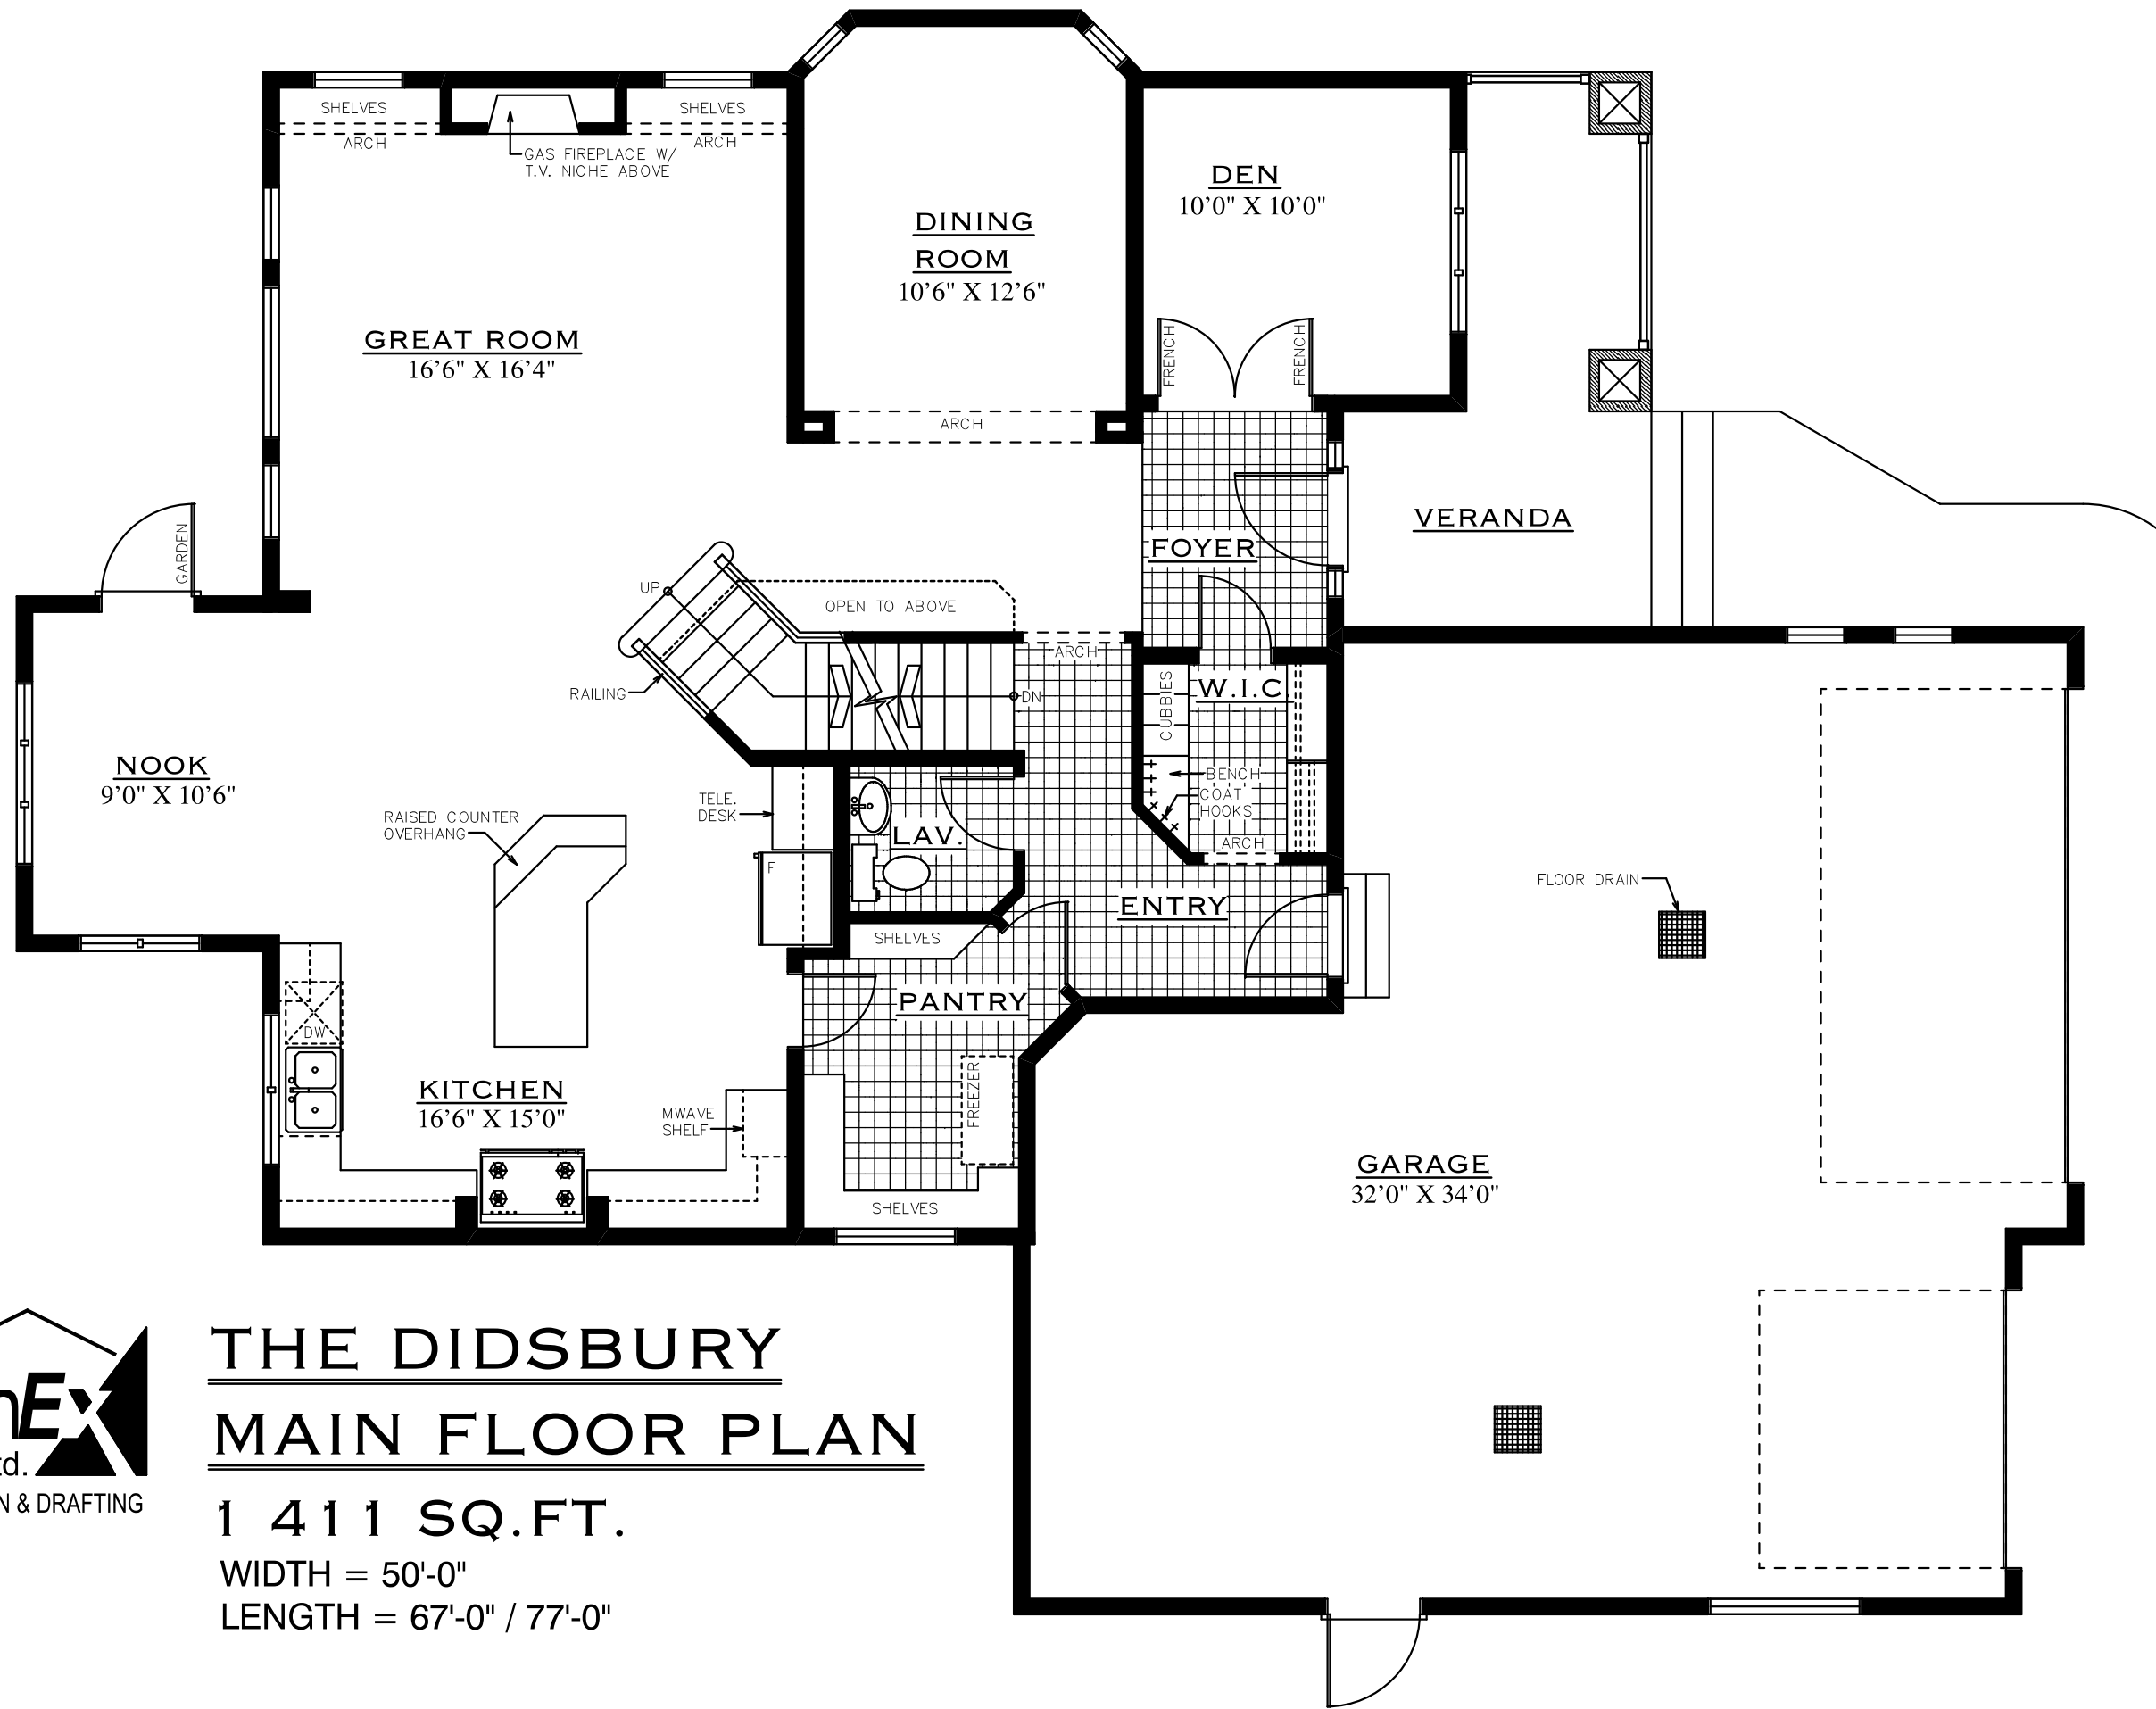 SHELVES
ARCH
GAS FIREPLACE W/
T.V. NICHE ABOVE
SHELVES
ARCH
DINING
ROOM
10'6" X 12'6"
DEN
10'0" X 10'0"
FRENCH
FRENCH
GREAT ROOM
16'6" X 16'4"
ARCH
GARDEN
VERANDA
FOYER
UP
OPEN TO ABOVE
ARCH
RAILING
DN
CUBBIES
W.I.C.
NOOK
9'0" X 10'6"
BENCH
COAT
HOOKS
ARCH
TELE.
DESK
RAISED COUNTER
OVERHANG
LAV.
F
ENTRY
FLOOR DRAIN
SHELVES
PANTRY
DW
FREEZER
KITCHEN
16'6" X 15'0"
MWAVE
SHELF
SHELVES
GARAGE
32'0" X 34'0"
THE DIDSBURY
MAIN FLOOR PLAN
1 411 SQ.FT.
WIDTH = 50'-0"
LENGTH = 67'-0" / 77'-0"
nEx
td.
N & DRAFTING